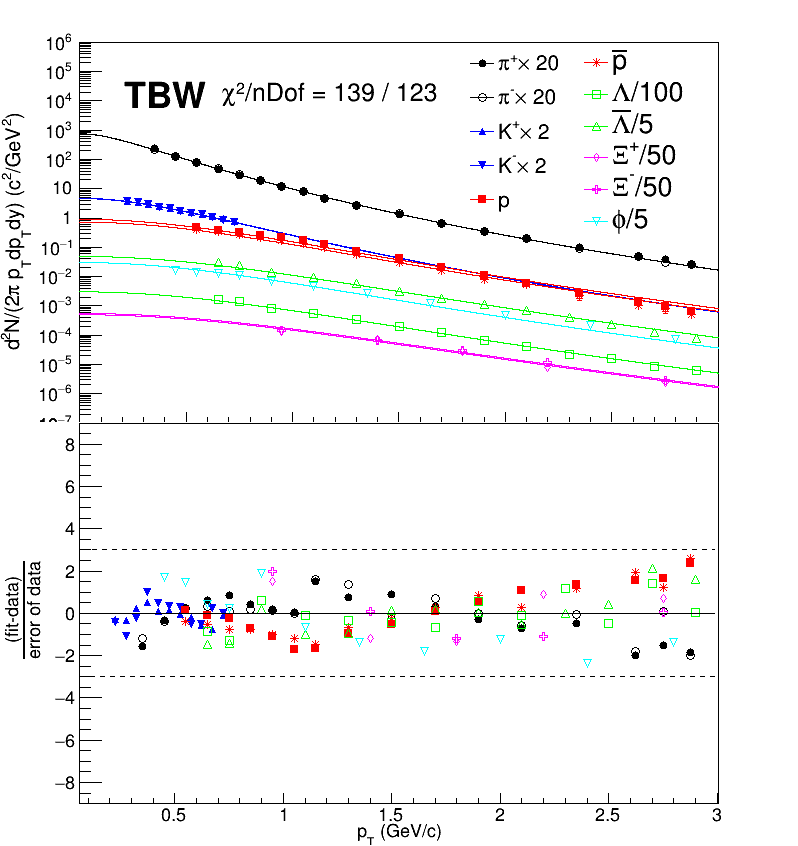 10⁶
10⁵
10⁴
10³
10²
10
1
10⁻¹
10⁻²
10⁻³
10⁻⁴
10⁻⁵
10⁻⁶
10⁻⁷
d²N/(2π p_T dp_T dy) (c²/GeV²)
TBW χ²/nDof = 139 / 123
π⁺× 20
π⁻× 20
K⁺× 2
K⁻× 2
p
p̅
Λ/100
Λ̅/5
Ξ⁺/50
Ξ⁻/50
ϕ/5
8
6
4
2
0
−2
−4
−6
−8
(fit-data)
error of data
0.5 1 1.5 2 2.5 3
p_T (GeV/c)